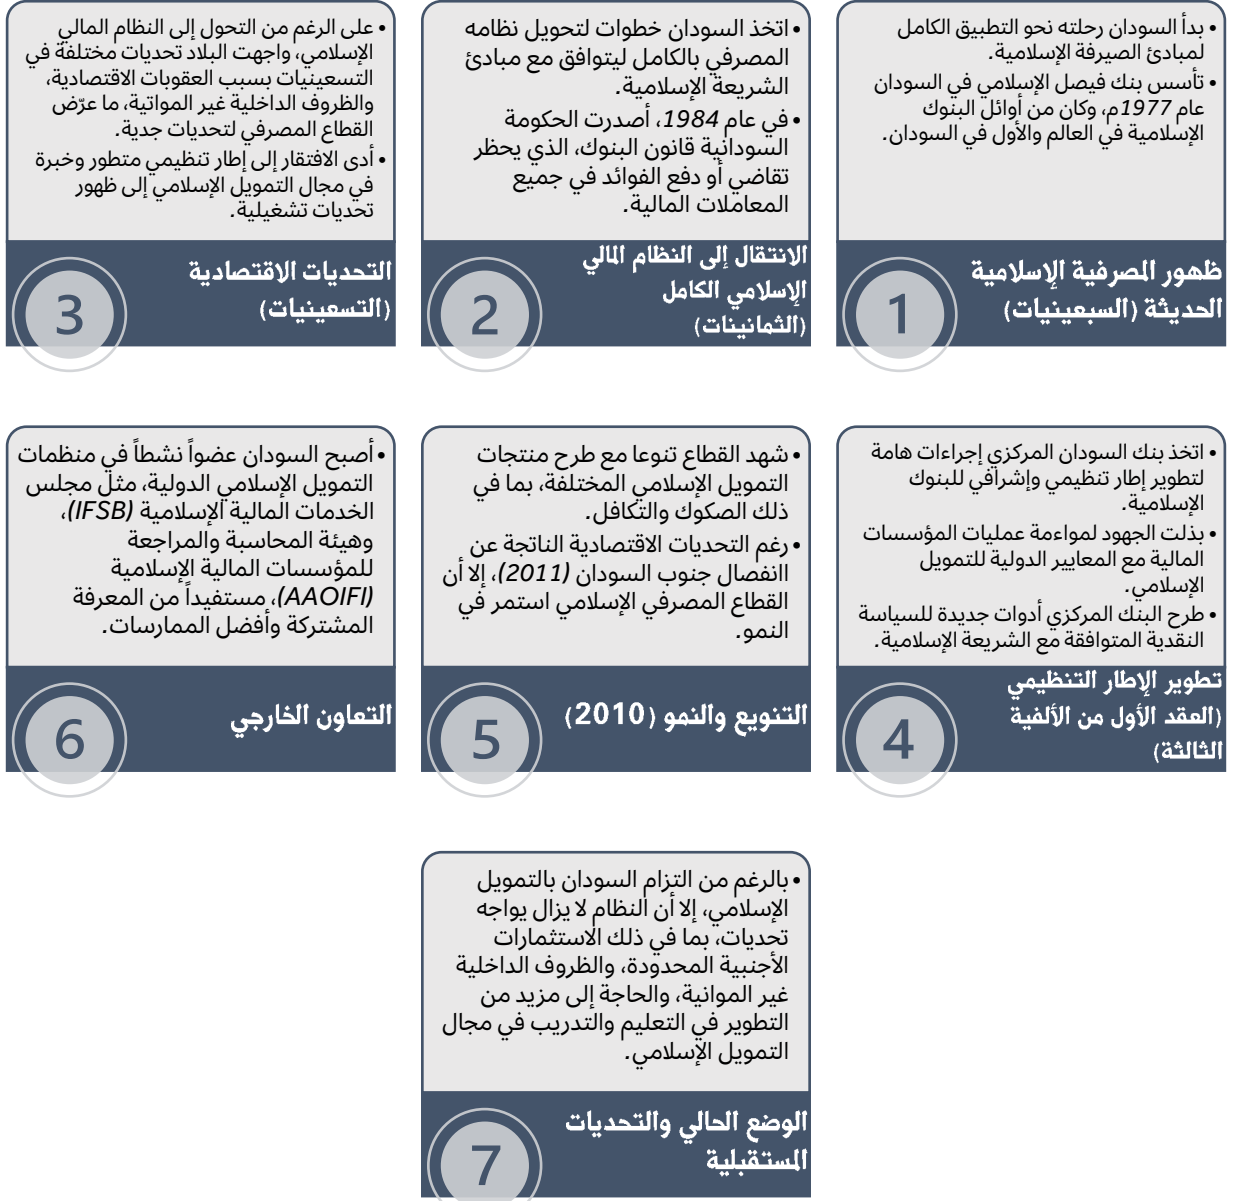 • بدأ السودان رحلته نحو التطبيق الكامل
لمبادئ الصيرفة الإسلامية.
• تأسس بنك فيصل الإسلامي في السودان
عام 1977م، وكان من أوائل البنوك
الإسلامية في العالم والأول في السودان.
ظهور المصرفية الإسلامية
الحديثة (السبعينيات)
1
• اتخذ السودان خطوات لتحويل نظامه
المصرفي بالكامل ليتوافق مع مبادئ
الشريعة الإسلامية.
• في عام 1984، أصدرت الحكومة
السودانية قانون البنوك، الذي يحظر
تقاضي أو دفع الفوائد في جميع
المعاملات المالية.
الانتقال إلى النظام المالي
الإسلامي الكامل
(الثمانينات)
2
• على الرغم من التحول إلى النظام المالي
الإسلامي، واجهت البلاد تحديات مختلفة في
التسعينيات بسبب العقوبات الاقتصادية،
والظروف الداخلية غير المواتية، ما عرّض
القطاع المصرفي لتحديات جدية.
• أدى الافتقار إلى إطار تنظيمي متطور وخبرة
في مجال التمويل الإسلامي إلى ظهور
تحديات تشغيلية.
التحديات الاقتصادية
(التسعينيات)
3
• اتخذ بنك السودان المركزي إجراءات هامة
لتطوير إطار تنظيمي وإشرافي للبنوك
الإسلامية.
• بذلت الجهود لمواءمة عمليات المؤسسات
المالية مع المعايير الدولية للتمويل
الإسلامي.
• طرح البنك المركزي أدوات جديدة للسياسة
النقدية المتوافقة مع الشريعة الإسلامية.
تطوير الإطار التنظيمي
(العقد الأول من الألفية
الثالثة)
4
• شهد القطاع تنوعا مع طرح منتجات
التمويل الإسلامي المختلفة، بما في
ذلك الصكوك والتكافل.
• رغم التحديات الاقتصادية الناتجة عن
اانفصال جنوب السودان (2011)، إلا أن
القطاع المصرفي الإسلامي استمر في
النمو.
التنويع والنمو (2010)
5
• أصبح السودان عضواً نشطاً في منظمات
التمويل الإسلامي الدولية، مثل مجلس
الخدمات المالية الإسلامية (IFSB)،
وهيئة المحاسبة والمراجعة
للمؤسسات المالية الإسلامية
(AAOIFI)، مستفيداً من المعرفة
المشتركة وأفضل الممارسات.
التعاون الخارجي
6
• بالرغم من التزام السودان بالتمويل
الإسلامي، إلا أن النظام لا يزال يواجه
تحديات، بما في ذلك الاستثمارات
الأجنبية المحدودة، والظروف الداخلية
غير الموانية، والحاجة إلى مزيد من
التطوير في التعليم والتدريب في مجال
التمويل الإسلامي.
الوضع الحالي والتحديات
المستقبلية
7